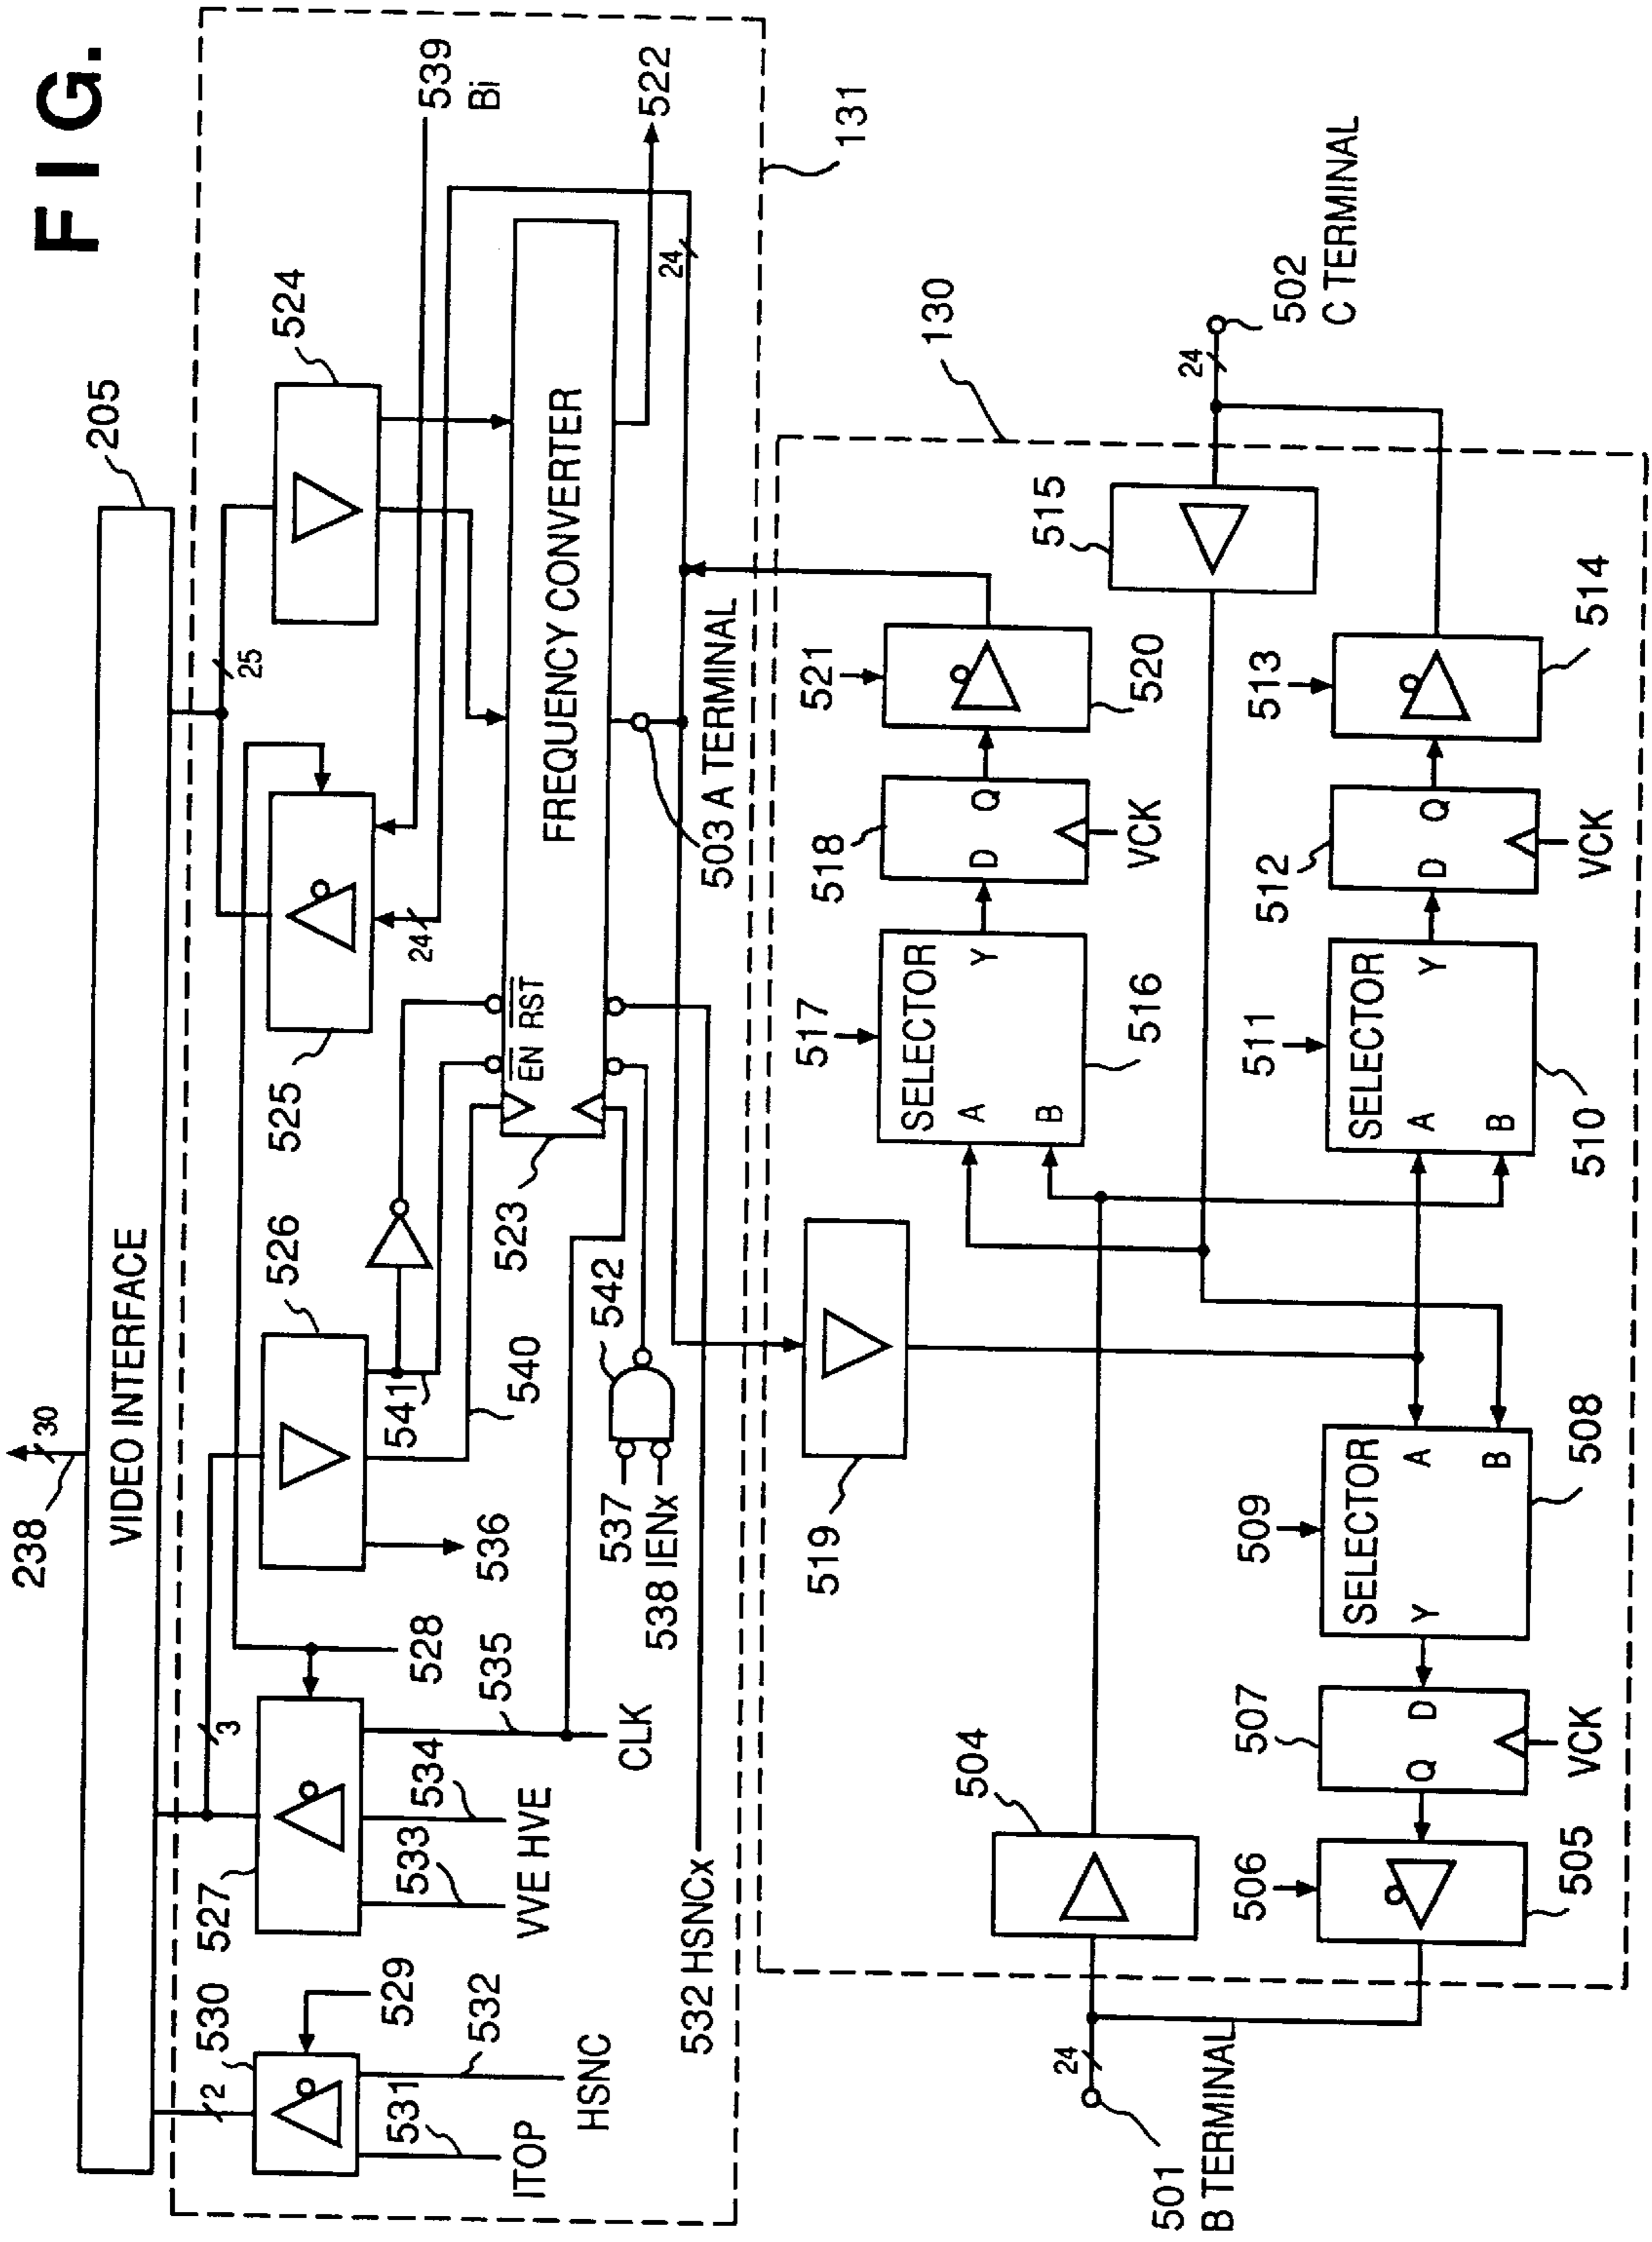 FIG.
238
30
VIDEO INTERFACE
205
530
2
529
531
ITOP
532
HSNC
527
3
528
533
534
535
VVE HVE
CLK
526
536
541
540
525
25
24
524
539
Bi
522
523
EN RST
FREQUENCY CONVERTER
24
503 A TERMINAL
542
537
538 IENx
532 HSNCx
131
130
519
504
517
SELECTOR
A
B
Y
516
518
D Q
VCK
521
520
515
24
502
C TERMINAL
501
B TERMINAL
24
506
505
507
Q D
VCK
509
SELECTOR
Y
A
B
508
511
SELECTOR
A
B
Y
510
512
D Q
VCK
513
514